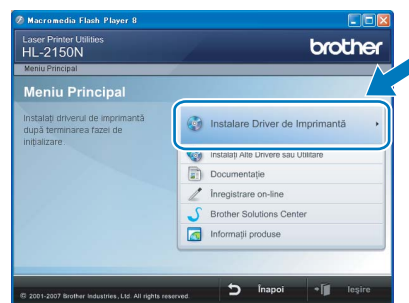 Macromedia Flash Player 8
Laser Printer Utilities
HL-2150N
brother
Meniu Principal
Meniu Principal
Instalaţi driverul de imprimantă
după terminarea fazei de
iniţializare.
Instalare Driver de Imprimantă
Instalaţi Alte Drivere sau Utilitare
Documentaţie
Înregistrare on-line
Brother Solutions Center
Informaţii produse
© 2001-2007 Brother Industries, Ltd. All rights reserved.
Înapoi
Ieşire